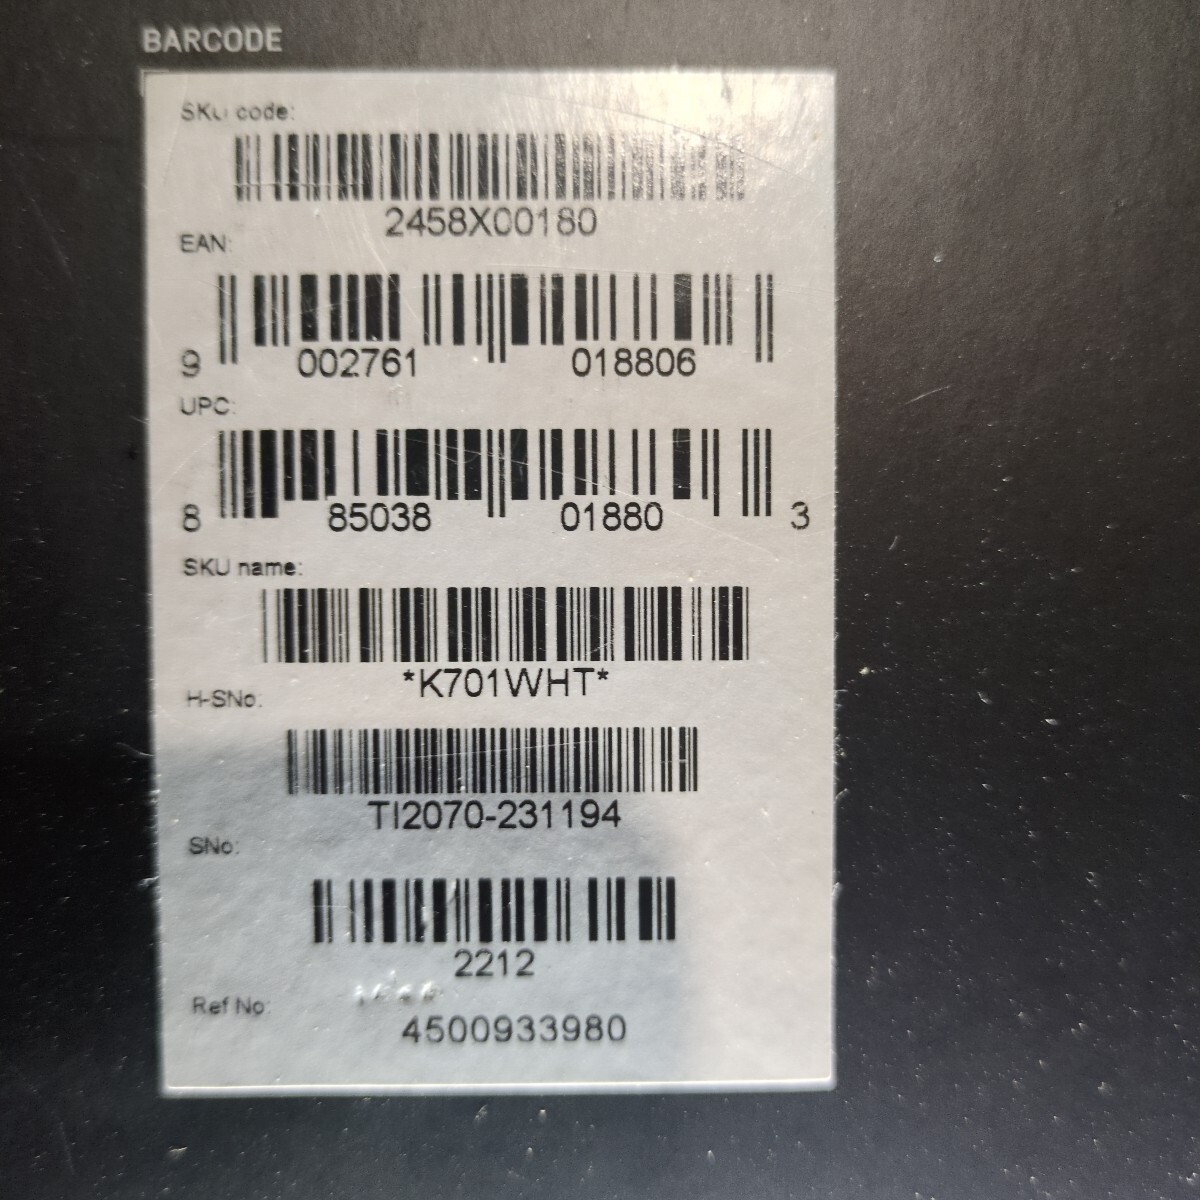 BARCODE
SKU code:
2458X00180
EAN:
9 002761 018806
UPC:
8 85038 01880 3
SKU name:
*K701WHT*
H-SNo:
TI2070-231194
SNo:
2212
Ref No:
4500933980